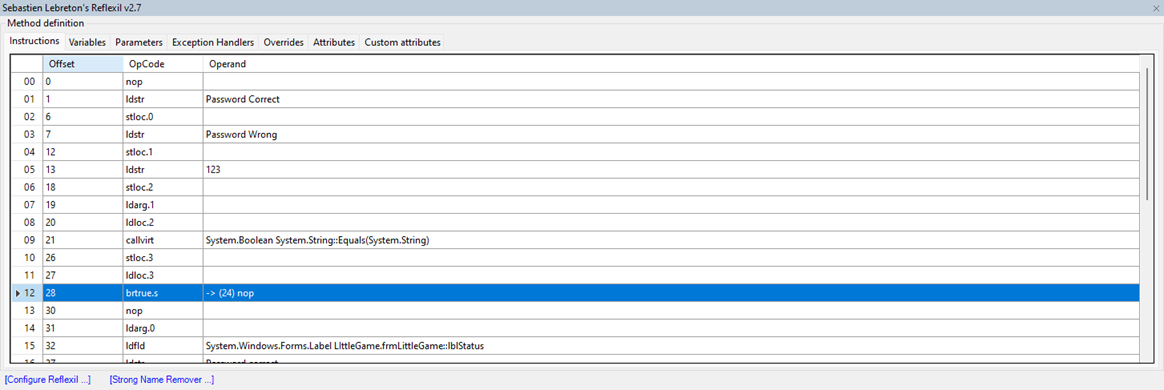 Sebastien Lebreton's Reflexil v2.7
Method definition
Instructions Variables Parameters Exception Handlers Overrides Attributes Custom attributes
Offset OpCode Operand
00 0 nop
01 1 ldstr Password Correct
02 6 stloc.0
03 7 ldstr Password Wrong
04 12 stloc.1
05 13 ldstr 123
06 18 stloc.2
07 19 ldarg.1
08 20 ldloc.2
09 21 callvirt System.Boolean System.String::Equals(System.String)
10 26 stloc.3
11 27 ldloc.3
12 28 brtrue.s -> (24) nop
13 30 nop
14 31 ldarg.0
15 32 ldfld System.Windows.Forms.Label LIttleGame.frmLittleGame::lblStatus
16 37 ldstr Password correct
[Configure Reflexil ...] [Strong Name Remover ...]